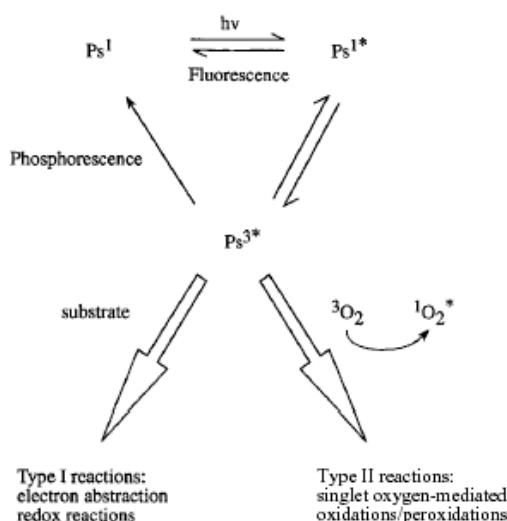 hν
Ps¹ Ps¹*
Fluorescence
Phosphorescence
Ps³*
substrate ³O₂ ¹O₂*
Type I reactions:
electron abstraction
redox reactions
Type II reactions:
singlet oxygen-mediated
oxidations/peroxidations